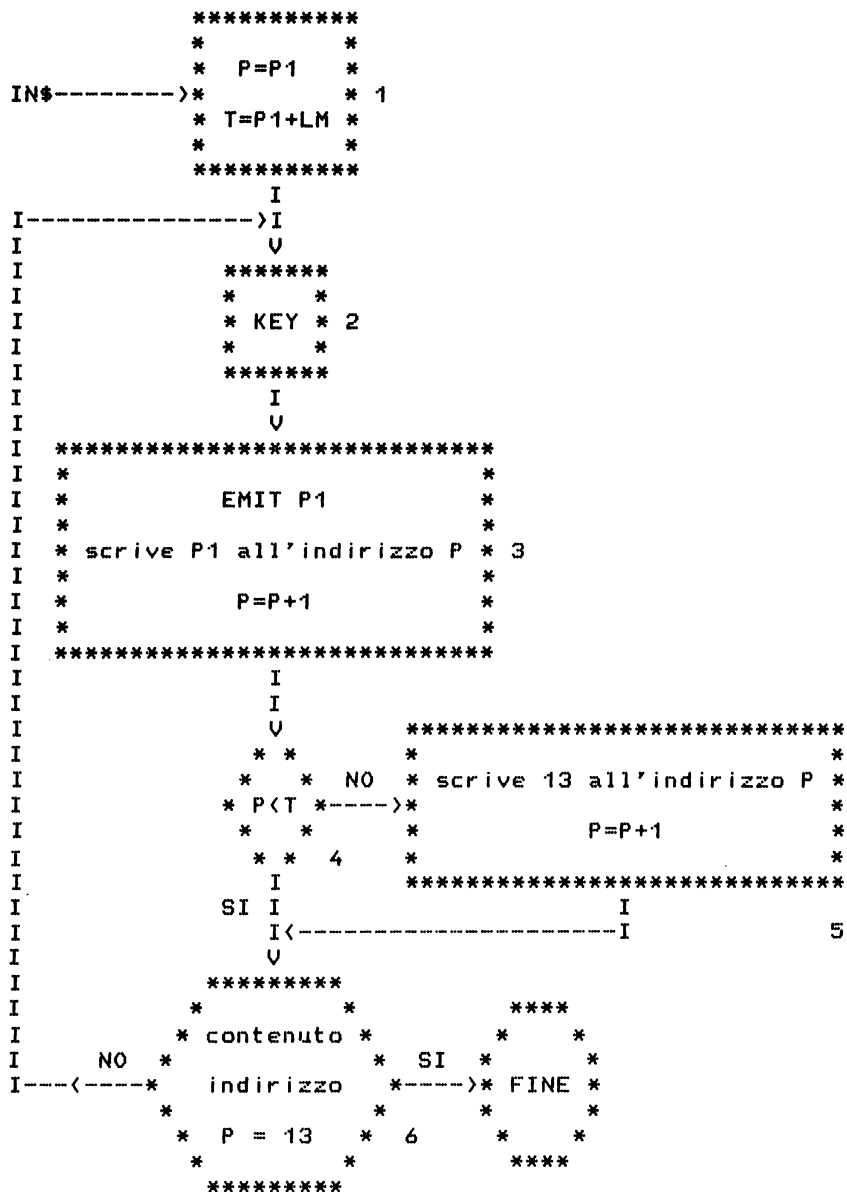 P=P1
IN$-------->
1
T=P1+LM
KEY 2
EMIT P1
scrive P1 all'indirizzo P 3
P=P+1
NO scrive 13 all'indirizzo P
P<T
P=P+1
4
SI
5
contenuto
NO SI
indirizzo FINE
P = 13 6